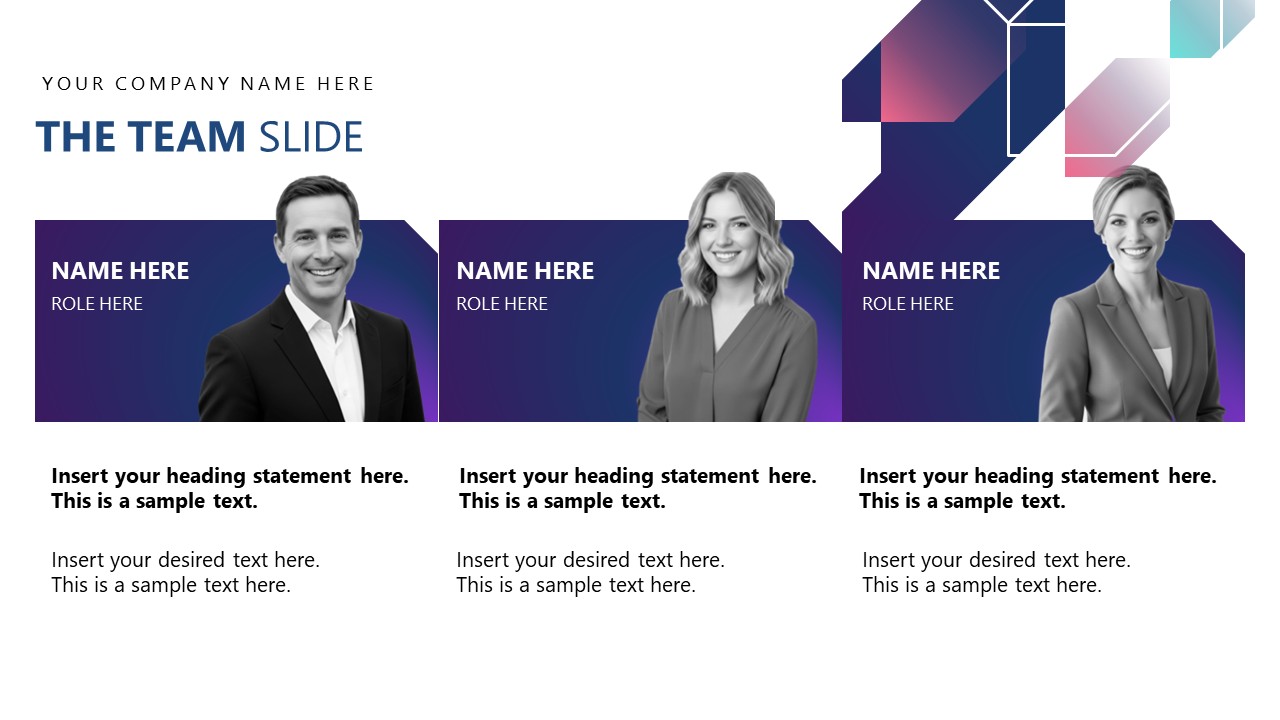 YOUR COMPANY NAME HERE
THE TEAM SLIDE
NAME HERE
ROLE HERE
NAME HERE
ROLE HERE
NAME HERE
ROLE HERE
Insert your heading statement here.
This is a sample text.
Insert your desired text here.
This is a sample text here.
Insert your heading statement here.
This is a sample text.
Insert your desired text here.
This is a sample text here.
Insert your heading statement here.
This is a sample text.
Insert your desired text here.
This is a sample text here.